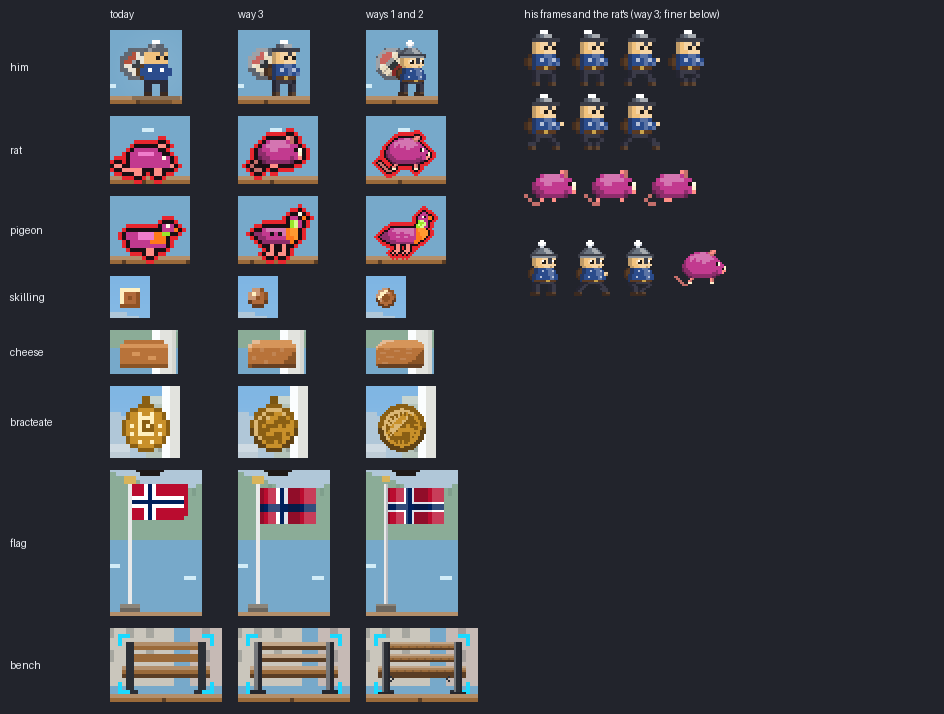 today
way 3
ways 1 and 2
his frames and the rat's (way 3; finer below)
him
rat
pigeon
skilling
cheese
bracteate
flag
bench